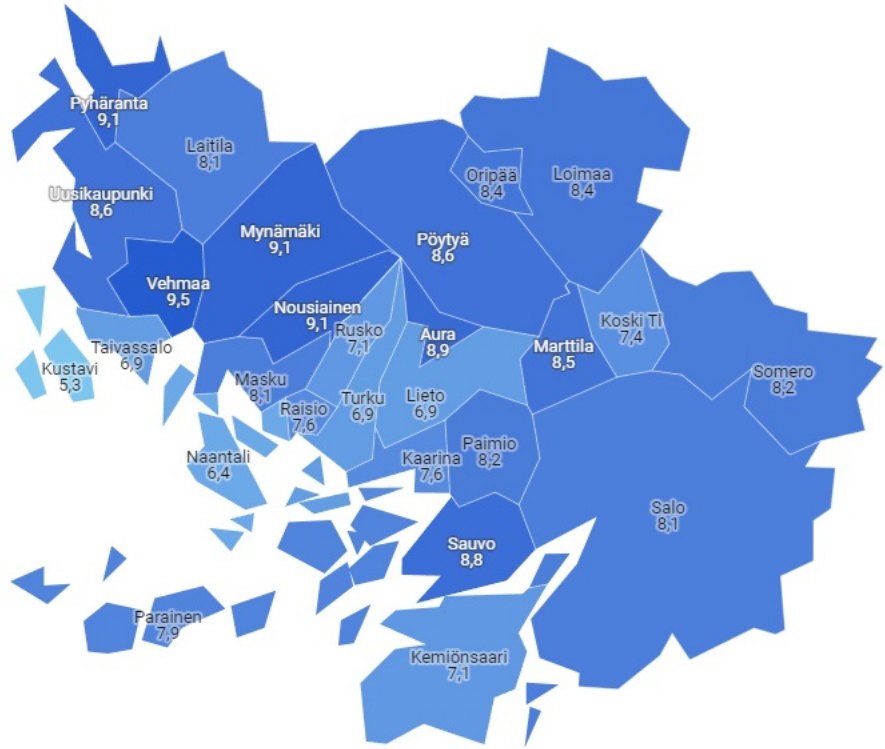 Pyhäranta
9,1
Laitila
8,1
Oripää
8,4
Loimaa
8,4
Uusikaupunki
8,6
Mynämäki
9,1
Pöytyä
8,6
Vehmaa
9,5
Nousiainen
9,1
Rusko
7,1
Aura
8,9
Marttila
8,5
Koski Tl
7,4
Taivassalo
6,9
Kustavi
5,3
Masku
8,1
Somero
8,2
Raisio
7,6
Turku
6,9
Lieto
6,9
Naantali
6,4
Kaarina
7,6
Paimio
8,2
Salo
8,1
Sauvo
8,8
Parainen
7,9
Kemiönsaari
7,1